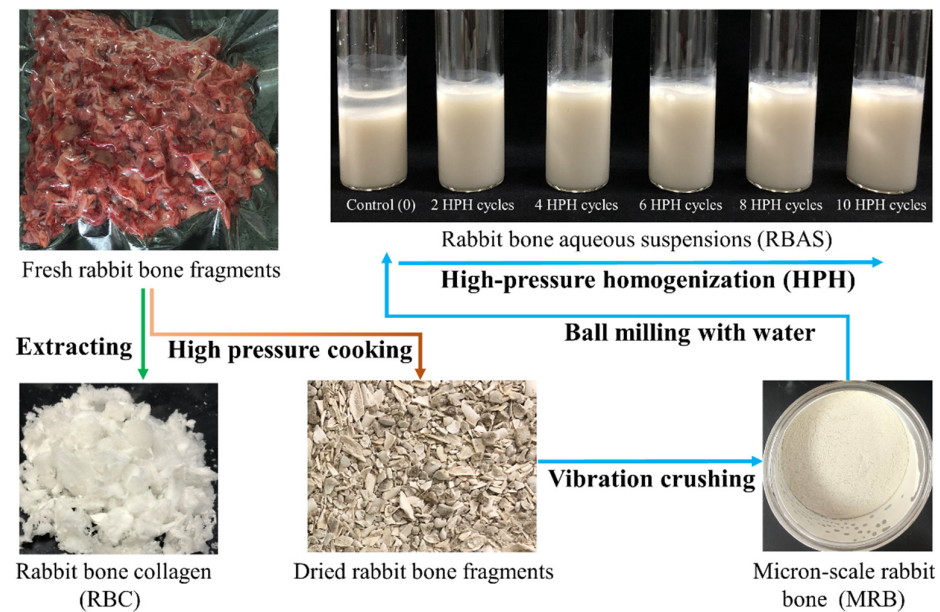 Control (0) 2 HPH cycles 4 HPH cycles 6 HPH cycles 8 HPH cycles 10 HPH cycles
Rabbit bone aqueous suspensions (RBAS)
Fresh rabbit bone fragments
High-pressure homogenization (HPH)
Ball milling with water
Extracting
High pressure cooking
Vibration crushing
Rabbit bone collagen
(RBC)
Dried rabbit bone fragments
Micron-scale rabbit
bone (MRB)